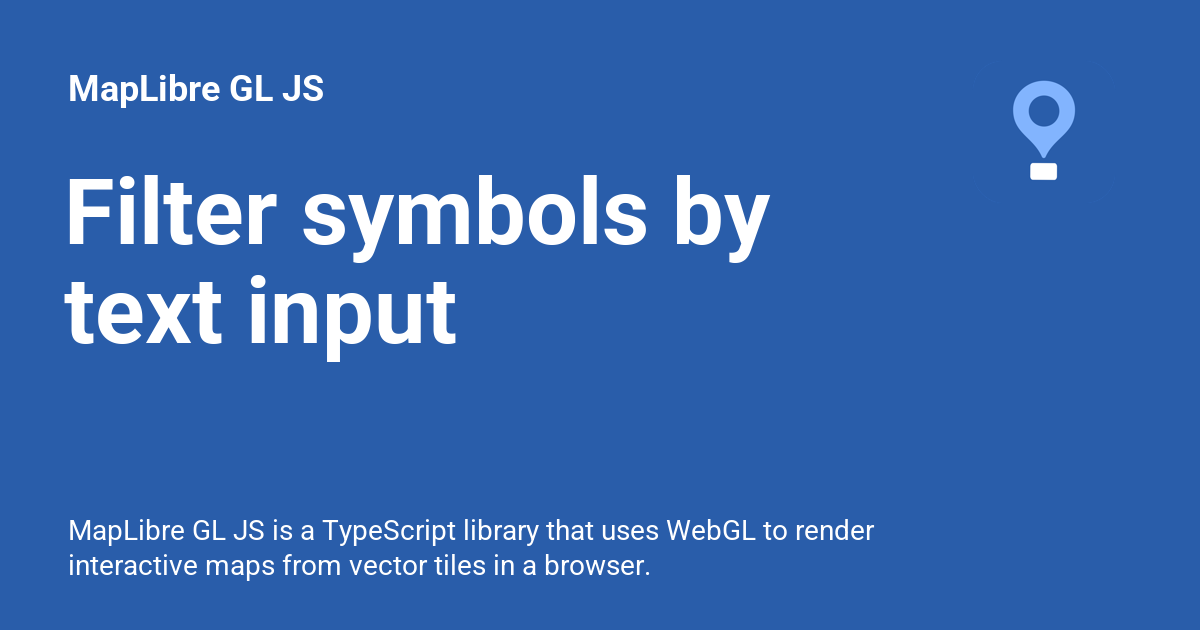 MapLibre GL JS
Filter symbols by
text input
MapLibre GL JS is a TypeScript library that uses WebGL to render
interactive maps from vector tiles in a browser.